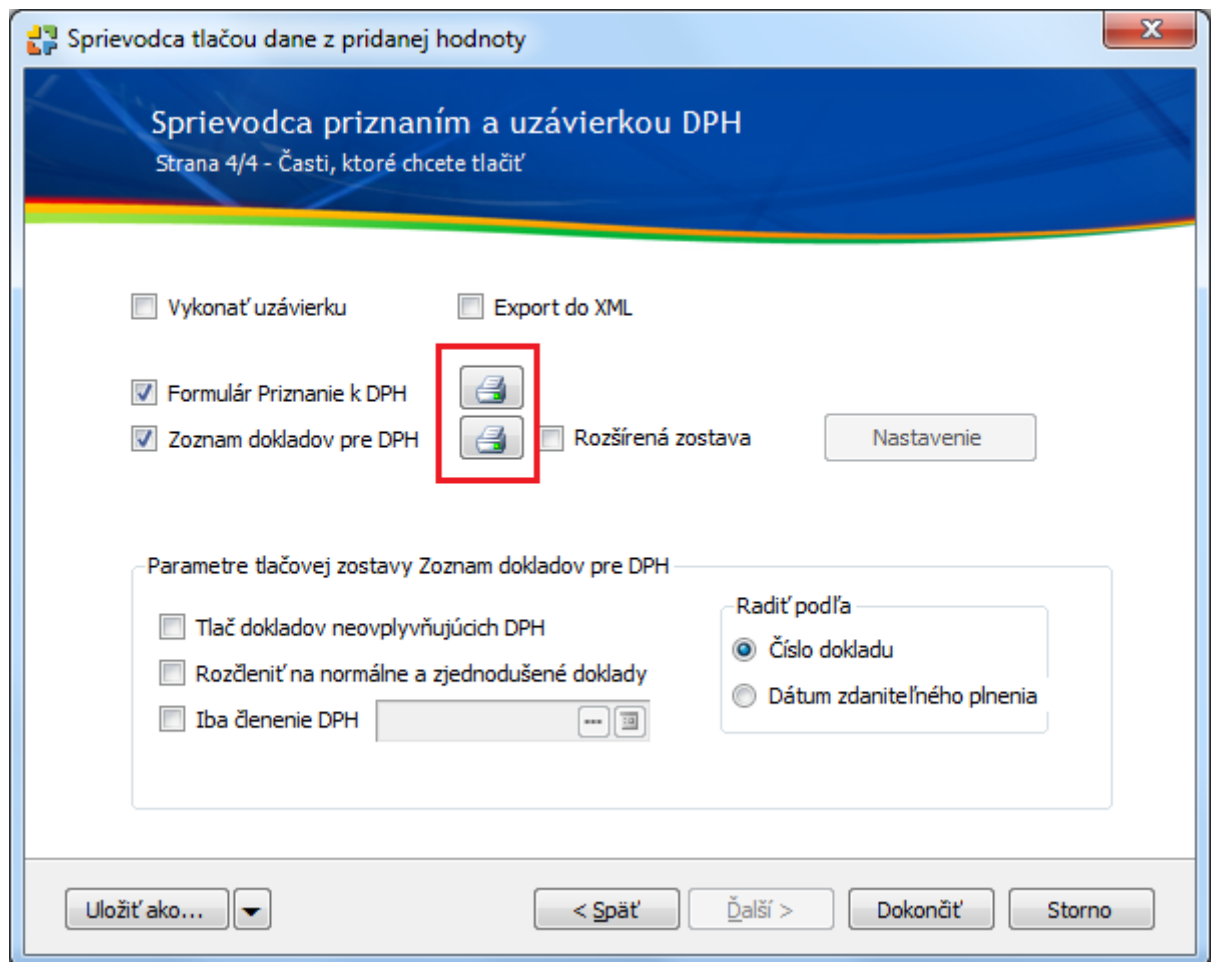 Sprievodca tlačou dane z pridanej hodnoty
Sprievodca priznaním a uzávierkou DPH
Strana 4/4 - Časti, ktoré chcete tlačiť
Vykonať uzávierku Export do XML
Formulár Priznanie k DPH
Zoznam dokladov pre DPH Rozšírená zostava Nastavenie
Parametre tlačovej zostavy Zoznam dokladov pre DPH
Radiť podľa
Tlač dokladov neovplyvňujúcich DPH
Číslo dokladu
Rozčleniť na normálne a zjednodušené doklady
Dátum zdaniteľného plnenia
Iba členenie DPH
Uložiť ako... < Späť Ďalší > Dokončiť Storno